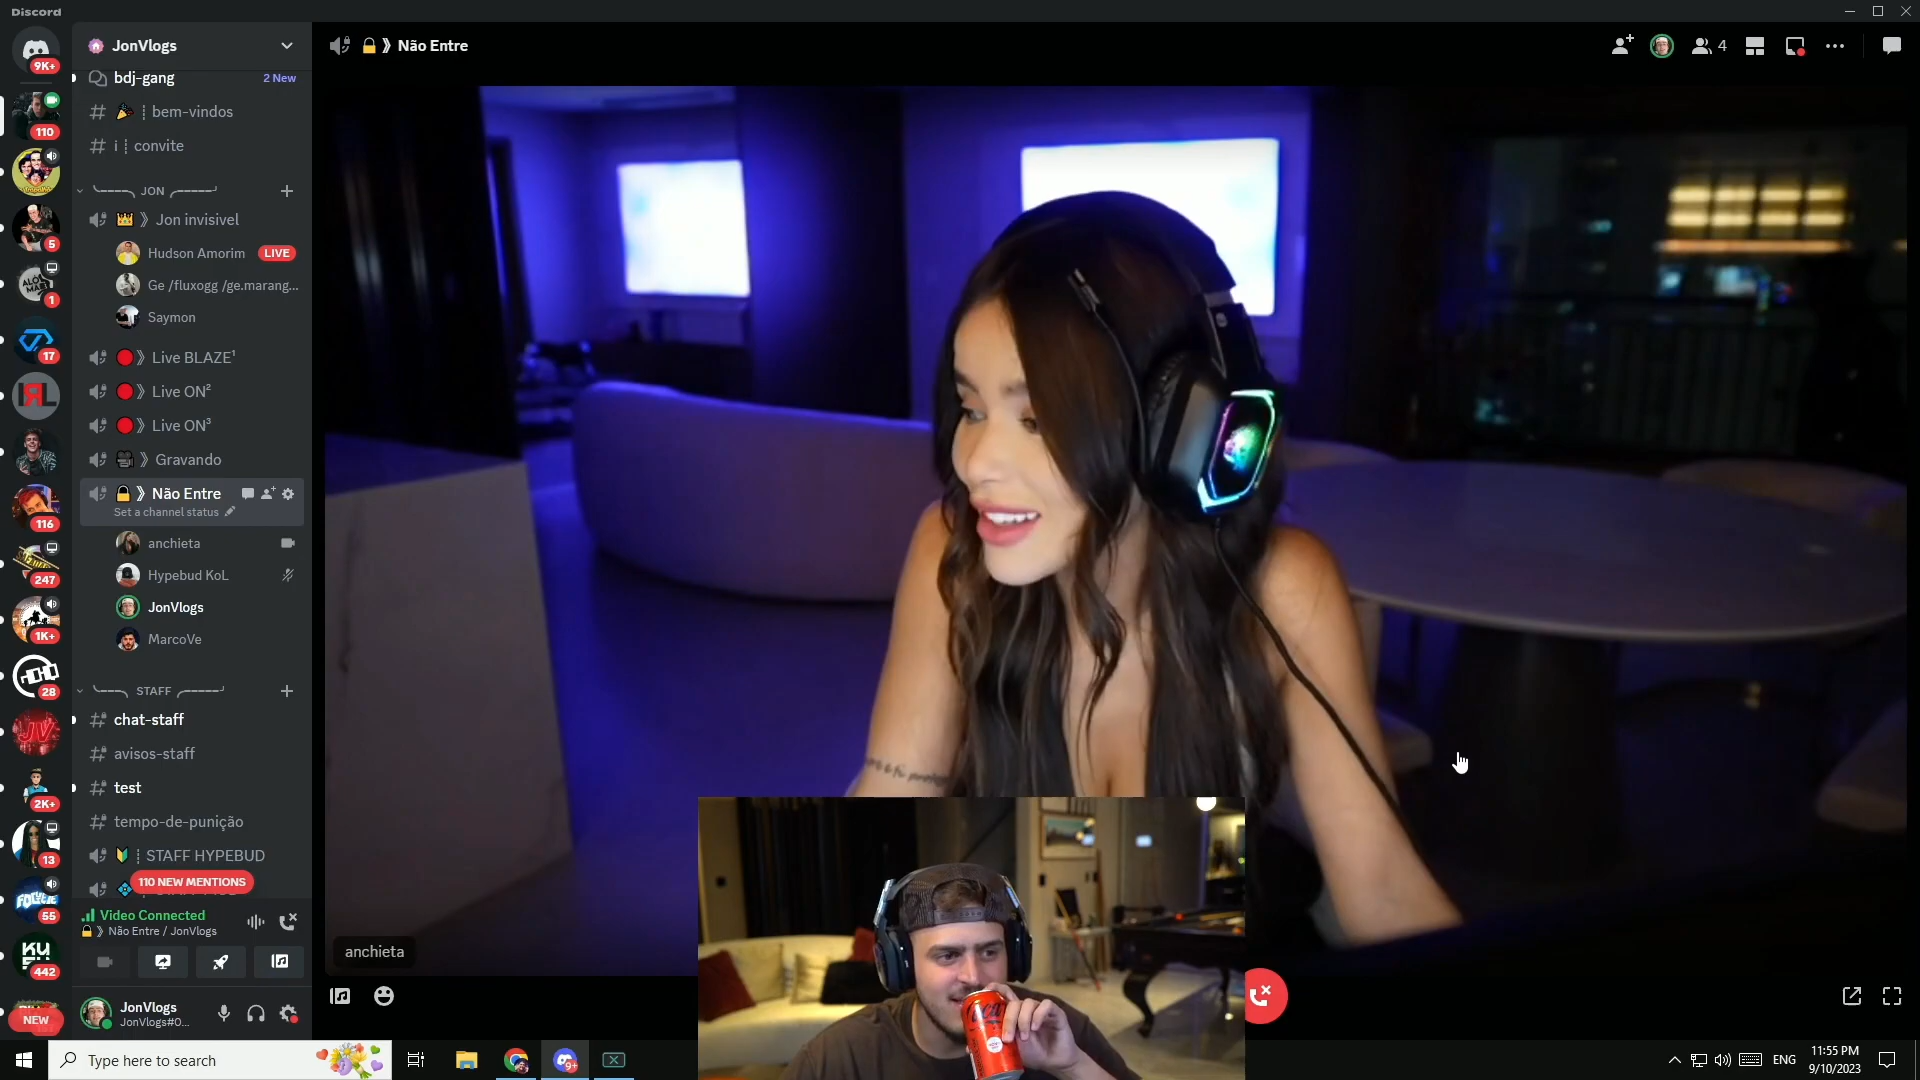 Discord
JonVlogs
》 Não Entre
4
9K+
bdj-gang
2 New
110
# ┊ bem-vindos
# i ┊ convite
JON
》 Jon invisivel
Hudson Amorim LIVE
5
Ge /fluxogg /ge.marang...
1
Saymon
17
》 Live BLAZE¹
》 Live ON²
》 Live ON³
》 Gravando
》 Não Entre
Set a channel status
116
anchieta
247
Hypebud KoL
JonVlogs
1K+
MarcoVe
28
STAFF
chat-staff
avisos-staff
test
2K+
tempo-de-punição
13
┊ STAFF HYPEBUD
110 NEW MENTIONS
55
Video Connected
》 Não Entre / JonVlogs
442
anchieta
JonVlogs
JonVlogs#0...
NEW
Type here to search
9+
ENG
11:55 PM
9/10/2023